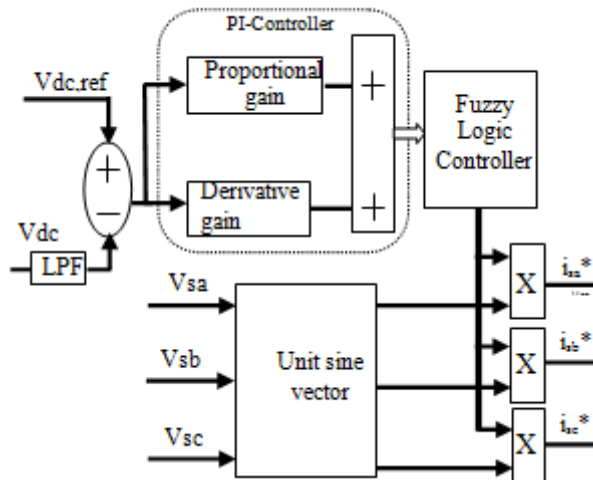 PI-Controller
Vdc.ref
Proportional
gain
+
Fuzzy
Logic
Controller
+
−
Derivative
gain
+
Vdc
LPF
Vsa
X
isa*
Vsb
Unit sine
vector
X
isb*
Vsc
X
isc*